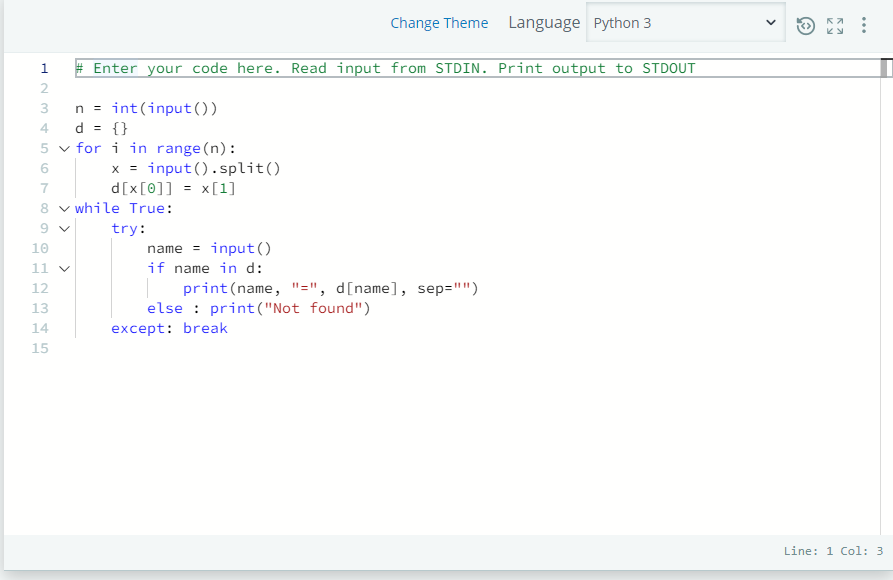 Change Theme Language Python 3
1 # Enter your code here. Read input from STDIN. Print output to STDOUT
2
3 n = int(input())
4 d = {}
5 for i in range(n):
6     x = input().split()
7     d[x[0]] = x[1]
8 while True:
9     try:
10         name = input()
11         if name in d:
12             print(name, "=", d[name], sep="")
13         else : print("Not found")
14     except: break
15
Line: 1 Col: 3